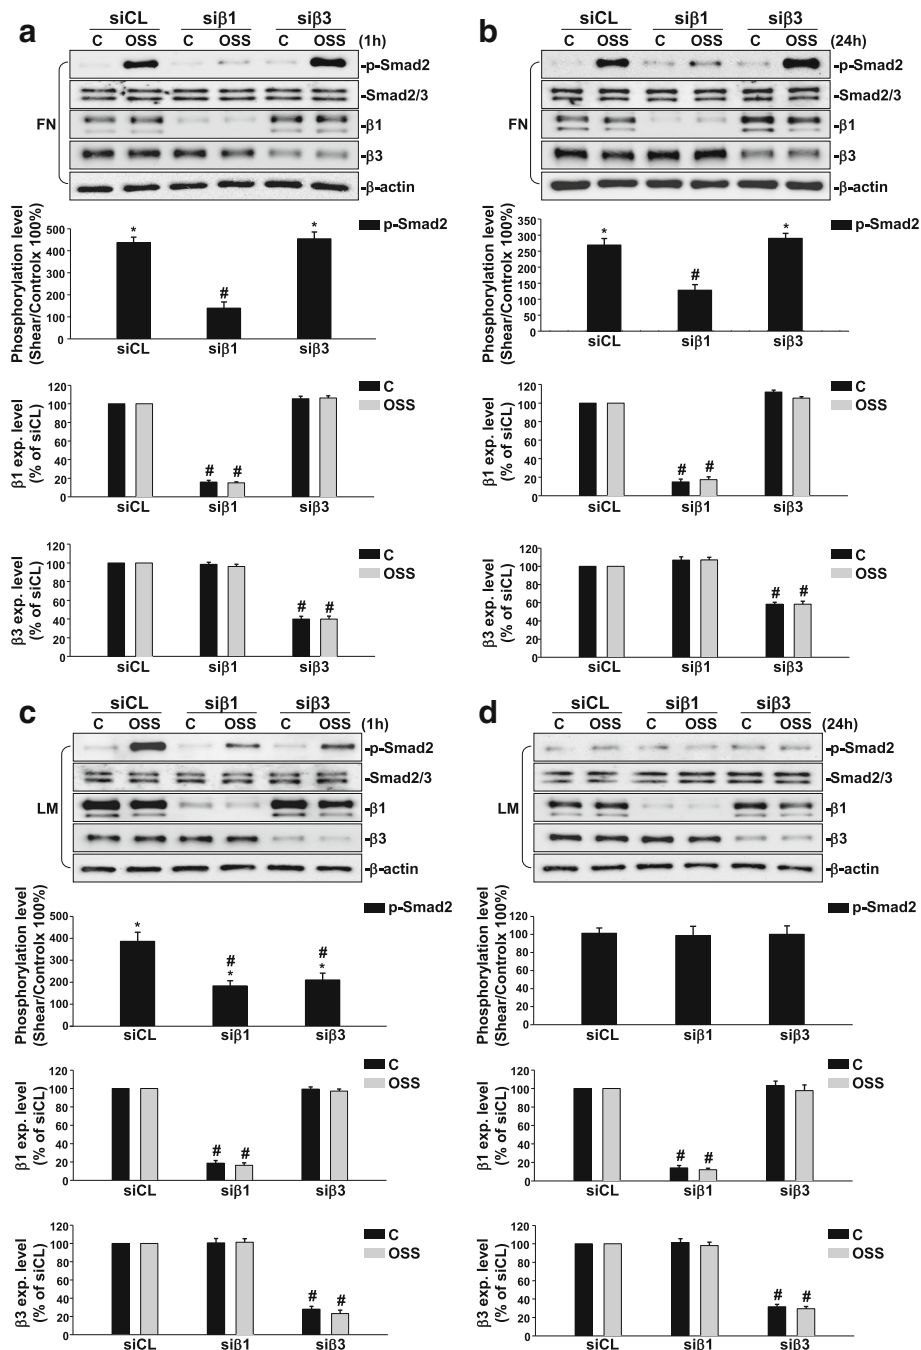 a
siCL siβ1 siβ3
C OSS C OSS C OSS (1h)
FN
-p-Smad2
-Smad2/3
-β1
-β3
-β-actin
p-Smad2
Phosphorylation level
(Shear/Controlx 100%)
500
400
300
200
100
0
* # *
siCL siβ1 siβ3
β1 exp. level
(% of siCL)
120
100
80
60
40
20
0
C
OSS
# #
siCL siβ1 siβ3
β3 exp. level
(% of siCL)
120
100
80
60
40
20
0
C
OSS
# #
siCL siβ1 siβ3
b
siCL siβ1 siβ3
C OSS C OSS C OSS (24h)
FN
-p-Smad2
-Smad2/3
-β1
-β3
-β-actin
p-Smad2
Phosphorylation level
(Shear/Controlx 100%)
350
300
250
200
150
100
50
0
* # *
siCL siβ1 siβ3
β1 exp. level
(% of siCL)
120
100
80
60
40
20
0
C
OSS
# #
siCL siβ1 siβ3
β3 exp. level
(% of siCL)
120
100
80
60
40
20
0
C
OSS
# #
siCL siβ1 siβ3
c
siCL siβ1 siβ3
C OSS C OSS C OSS (1h)
LM
-p-Smad2
-Smad2/3
-β1
-β3
-β-actin
p-Smad2
Phosphorylation level
(Shear/Controlx 100%)
500
400
300
200
100
0
* # * # *
siCL siβ1 siβ3
β1 exp. level
(% of siCL)
120
100
80
60
40
20
0
C
OSS
# #
siCL siβ1 siβ3
β3 exp. level
(% of siCL)
120
100
80
60
40
20
0
C
OSS
# #
siCL siβ1 siβ3
d
siCL siβ1 siβ3
C OSS C OSS C OSS (24h)
LM
-p-Smad2
-Smad2/3
-β1
-β3
-β-actin
p-Smad2
Phosphorylation level
(Shear/Controlx 100%)
120
100
80
60
40
20
0
siCL siβ1 siβ3
β1 exp. level
(% of siCL)
120
100
80
60
40
20
0
C
OSS
# #
siCL siβ1 siβ3
β3 exp. level
(% of siCL)
120
100
80
60
40
20
0
C
OSS
# #
siCL siβ1 siβ3